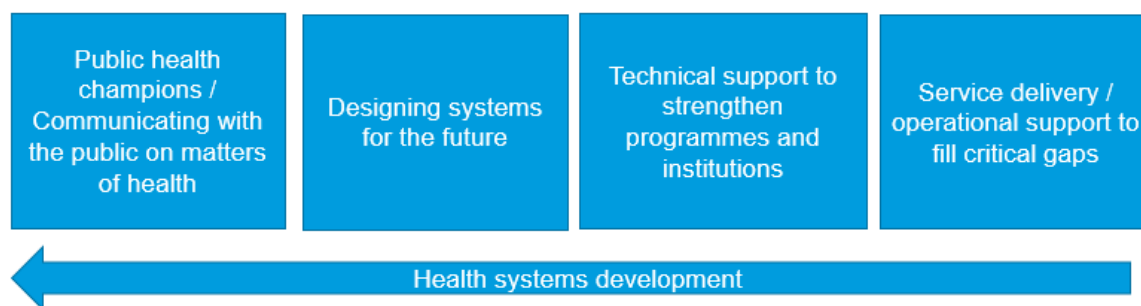 Public health
champions /
Communicating with
the public on matters
of health
Designing systems
for the future
Technical support to
strengthen
programmes and
institutions
Service delivery /
operational support to
fill critical gaps
Health systems development